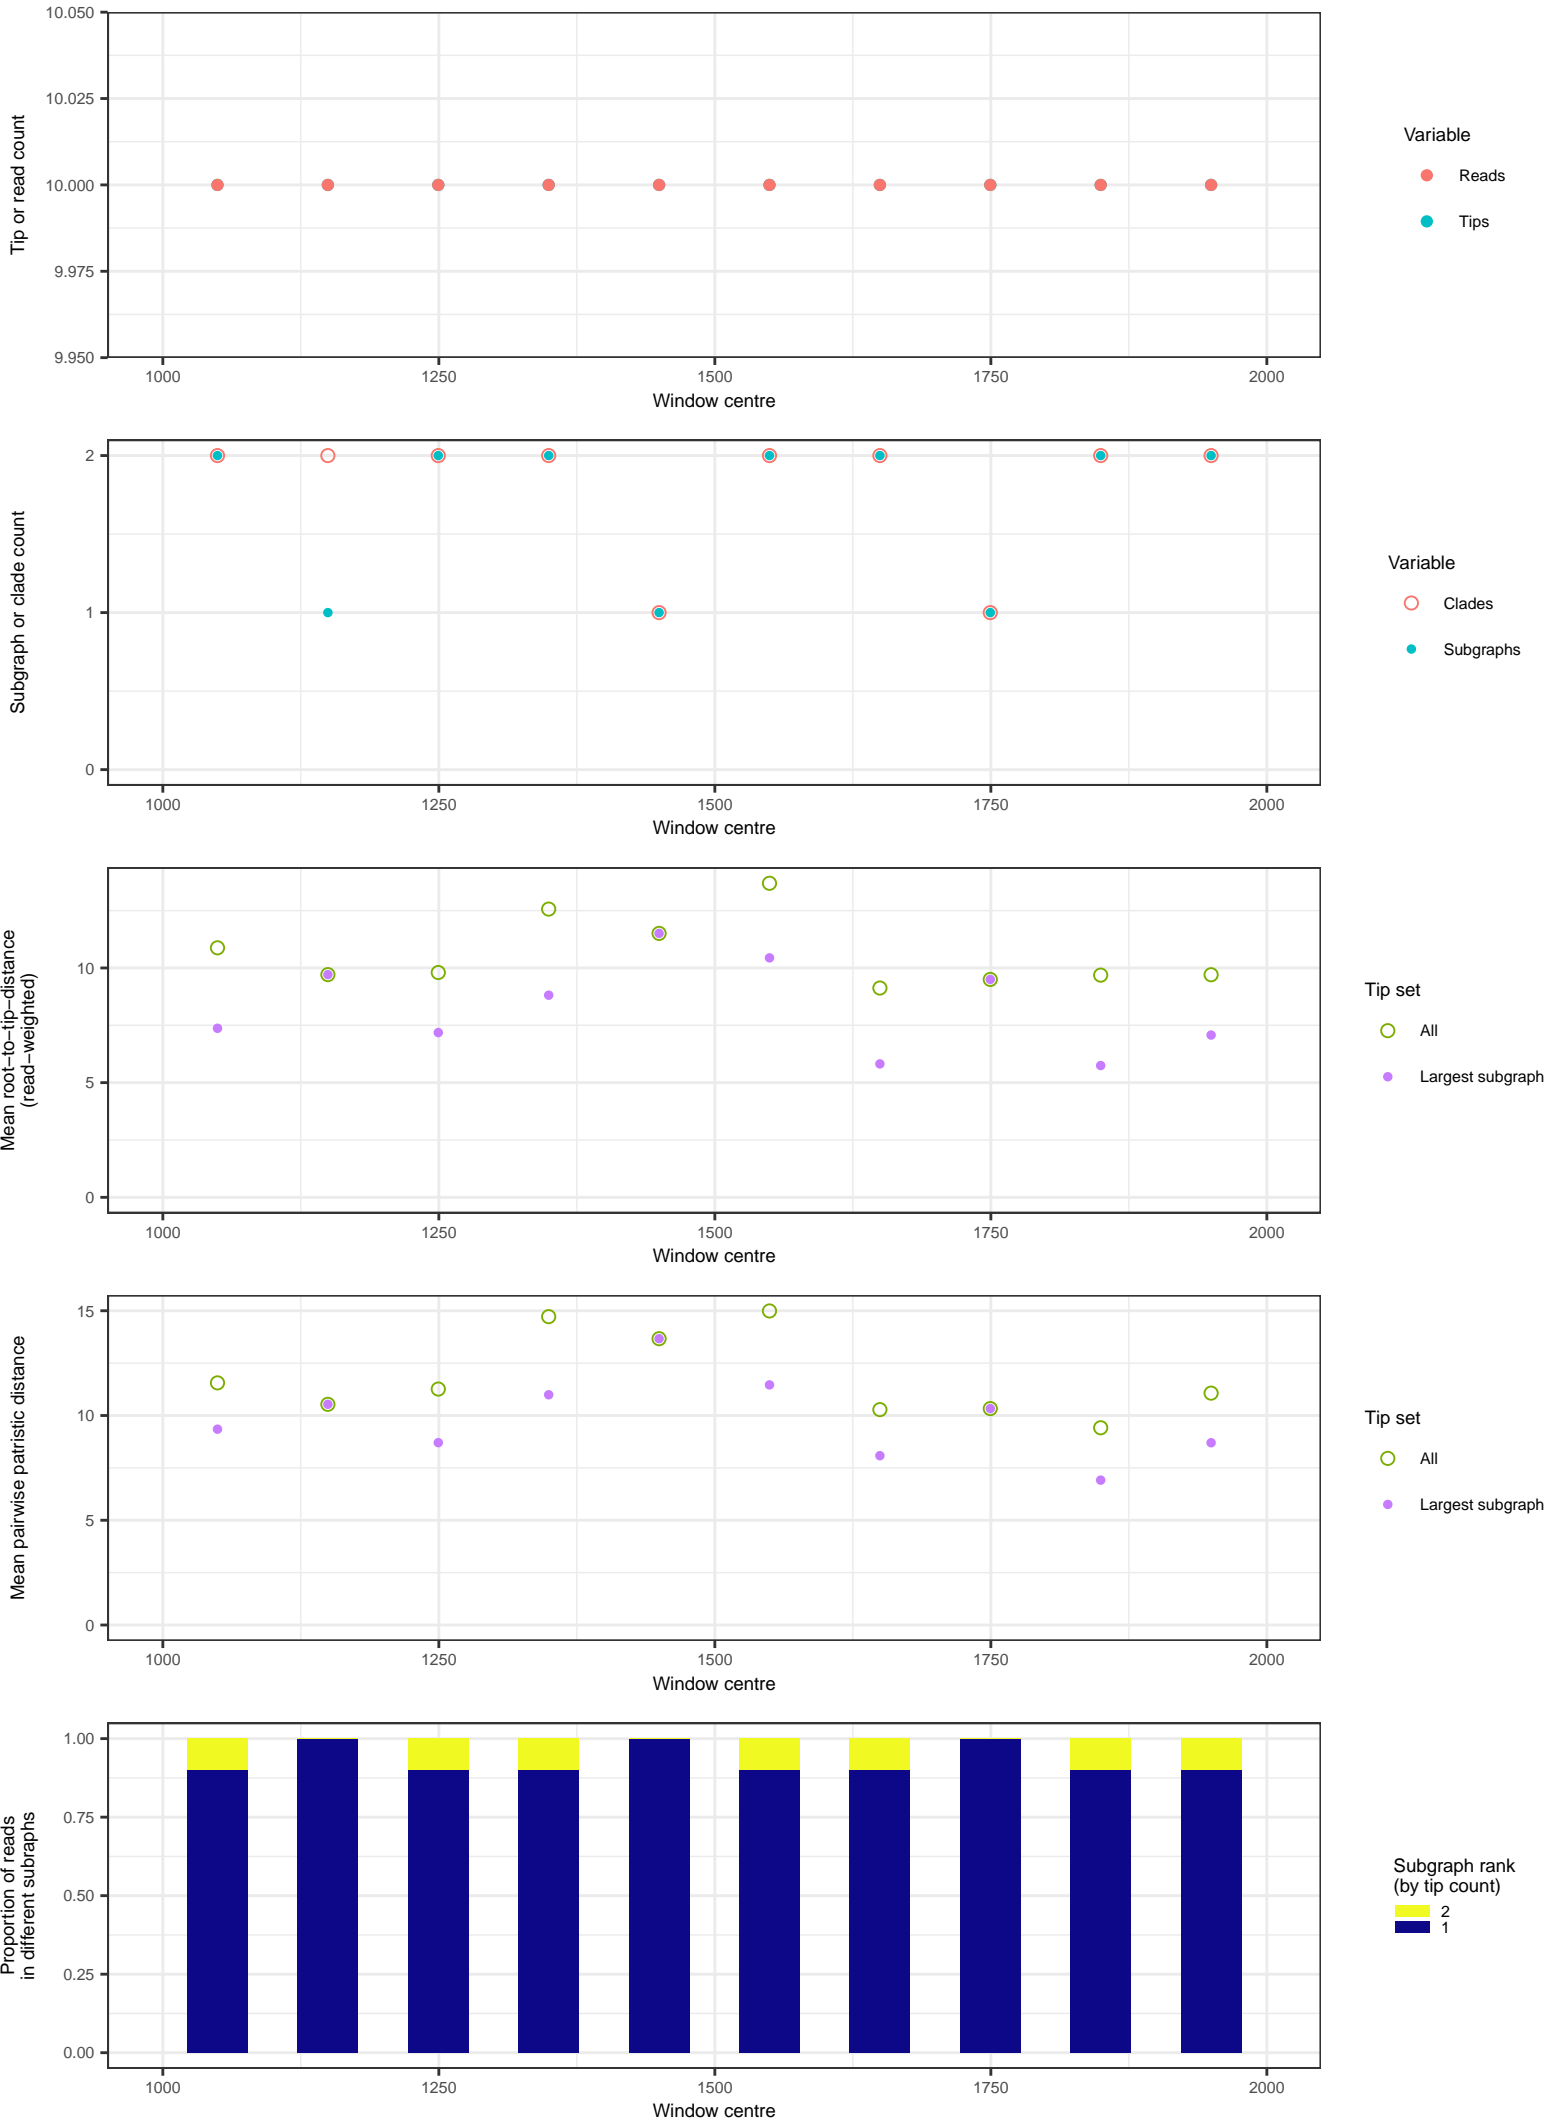 10.050
10.025
10.000
9.975
9.950
Tip or read count
1000 1250 1500 1750 2000
Window centre
Variable
Reads
Tips
2
1
0
Subgraph or clade count
1000 1250 1500 1750 2000
Window centre
Variable
Clades
Subgraphs
10
5
0
Mean root−to−tip−distance
(read−weighted)
1000 1250 1500 1750 2000
Window centre
Tip set
All
Largest subgraph
15
10
5
0
Mean pairwise patristic distance
1000 1250 1500 1750 2000
Window centre
Tip set
All
Largest subgraph
1.00
0.75
0.50
0.25
0.00
Proportion of reads
in different subraphs
1000 1250 1500 1750 2000
Window centre
Subgraph rank
(by tip count)
2
1